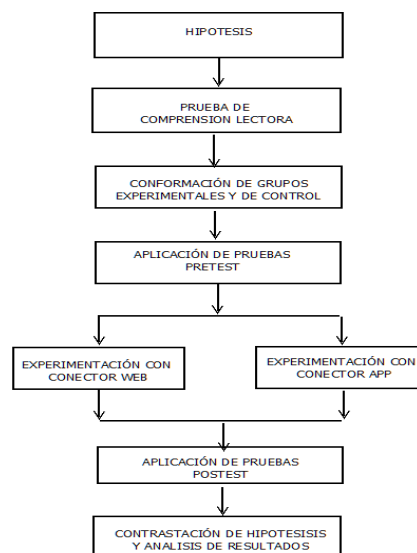 HIPOTESIS
PRUEBA DE
COMPRENSION LECTORA
CONFORMACIÓN DE GRUPOS
EXPERIMENTALES Y DE CONTROL
APLICACIÓN DE PRUEBAS
PRETEST
EXPERIMENTACIÓN CON
CONECTOR WEB
EXPERIMENTACIÓN CON
CONECTOR APP
APLICACIÓN DE PRUEBAS
POSTEST
CONTRASTACIÓN DE HIPOTESISIS
Y ANALISIS DE RESULTADOS